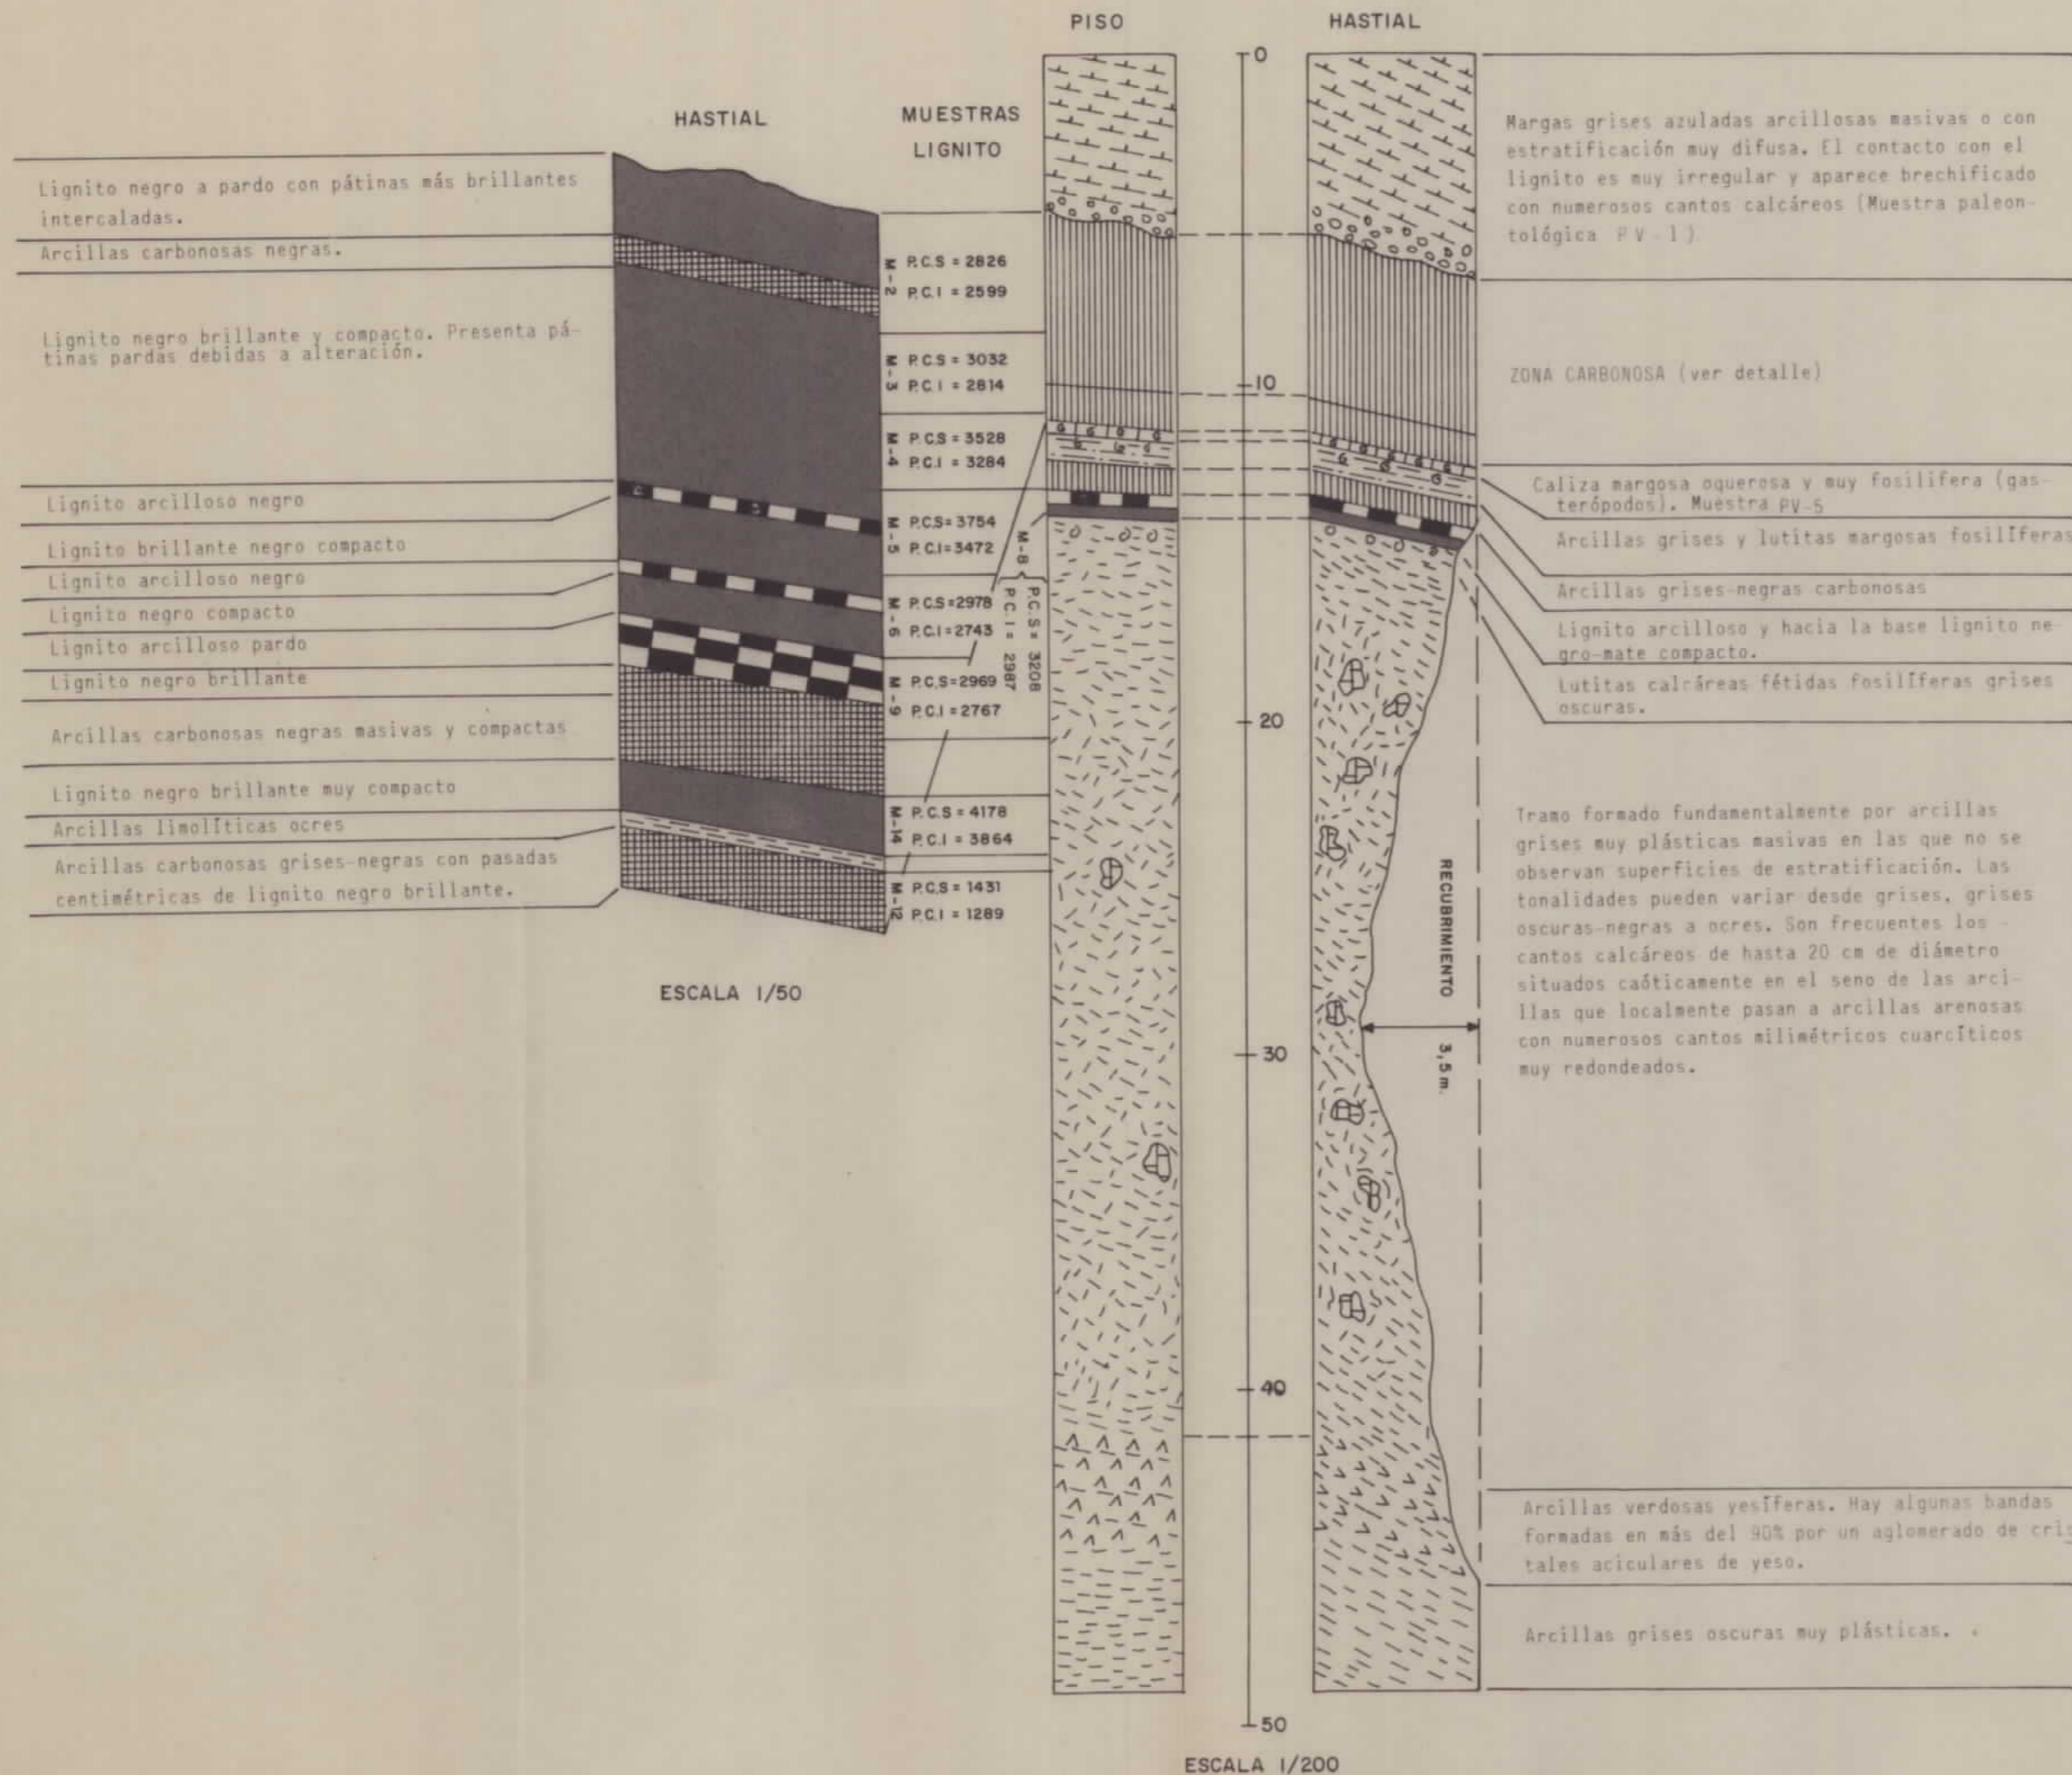 PISO
HASTIAL
HASTIAL
MUESTRAS
LIGNITO
Lignito negro a pardo con pátinas más brillantes
intercaladas.
Arcillas carbonosas negras.
Lignito negro brillante y compacto. Presenta pá-
tinas pardas debidas a alteración.
Lignito arcilloso negro
Lignito brillante negro compacto
Lignito arcilloso negro
Lignito negro compacto
Lignito arcilloso pardo
Lignito negro brillante
Arcillas carbonosas negras masivas y compactas
Lignito negro brillante muy compacto
Arcillas limolíticas ocres
Arcillas carbonosas grises-negras con pasadas
centimétricas de lignito negro brillante.
ESCALA 1/50
M-2
P.C.S = 2826
P.C.I = 2599
M-3
P.C.S = 3032
P.C.I = 2814
M-4
P.C.S = 3528
P.C.I = 3284
M-5
P.C.S = 3754
P.C.I = 3472
M-6
P.C.S = 2978
P.C.I = 2743
M-9
P.C.S = 2969
P.C.I = 2767
M-14
P.C.S = 4178
P.C.I = 3864
M-12
P.C.S = 1431
P.C.I = 1289
M-8
P.C.S = 3208
P.C.I = 2987
0
10
20
30
40
50
ESCALA 1/200
RECUBRIMIENTO 3,5 m.
Margas grises azuladas arcillosas masivas o con
estratificación muy difusa. El contacto con el
lignito es muy irregular y aparece brechificado
con numerosos cantos calcáreos (Muestra paleon-
tológica PV-1)
ZONA CARBONOSA (ver detalle)
Caliza margosa oquerosa y muy fosilífera (gas-
terópodos). Muestra PV-5
Arcillas grises y lutitas margosas fosilíferas
Arcillas grises-negras carbonosas
Lignito arcilloso y hacia la base lignito ne-
gro-mate compacto.
Lutitas calcáreas fétidas fosilíferas grises
oscuras.
Tramo formado fundamentalmente por arcillas
grises muy plásticas masivas en las que no se
observan superficies de estratificación. Las
tonalidades pueden variar desde grises, grises
oscuras-negras a ocres. Son frecuentes los -
cantos calcáreos de hasta 20 cm de diámetro
situados caóticamente en el seno de las arci-
llas que localmente pasan a arcillas arenosas
con numerosos cantos milimétricos cuarcíticos
muy redondeados.
Arcillas verdosas yesíferas. Hay algunas bandas
formadas en más del 90% por un aglomerado de cris
tales aciculares de yeso.
Arcillas grises oscuras muy plásticas.